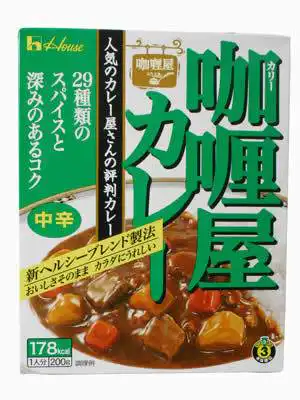 House
咖喱屋
カリー
咖喱屋
カレー
人気のカレー屋さんの評判カレー
29種類の
スパイスと
深みのあるコク
中辛
新ヘルシーブレンド製法
おいしさそのまま カラダにうれしい
178kcal
1人分/200g
調理例
3